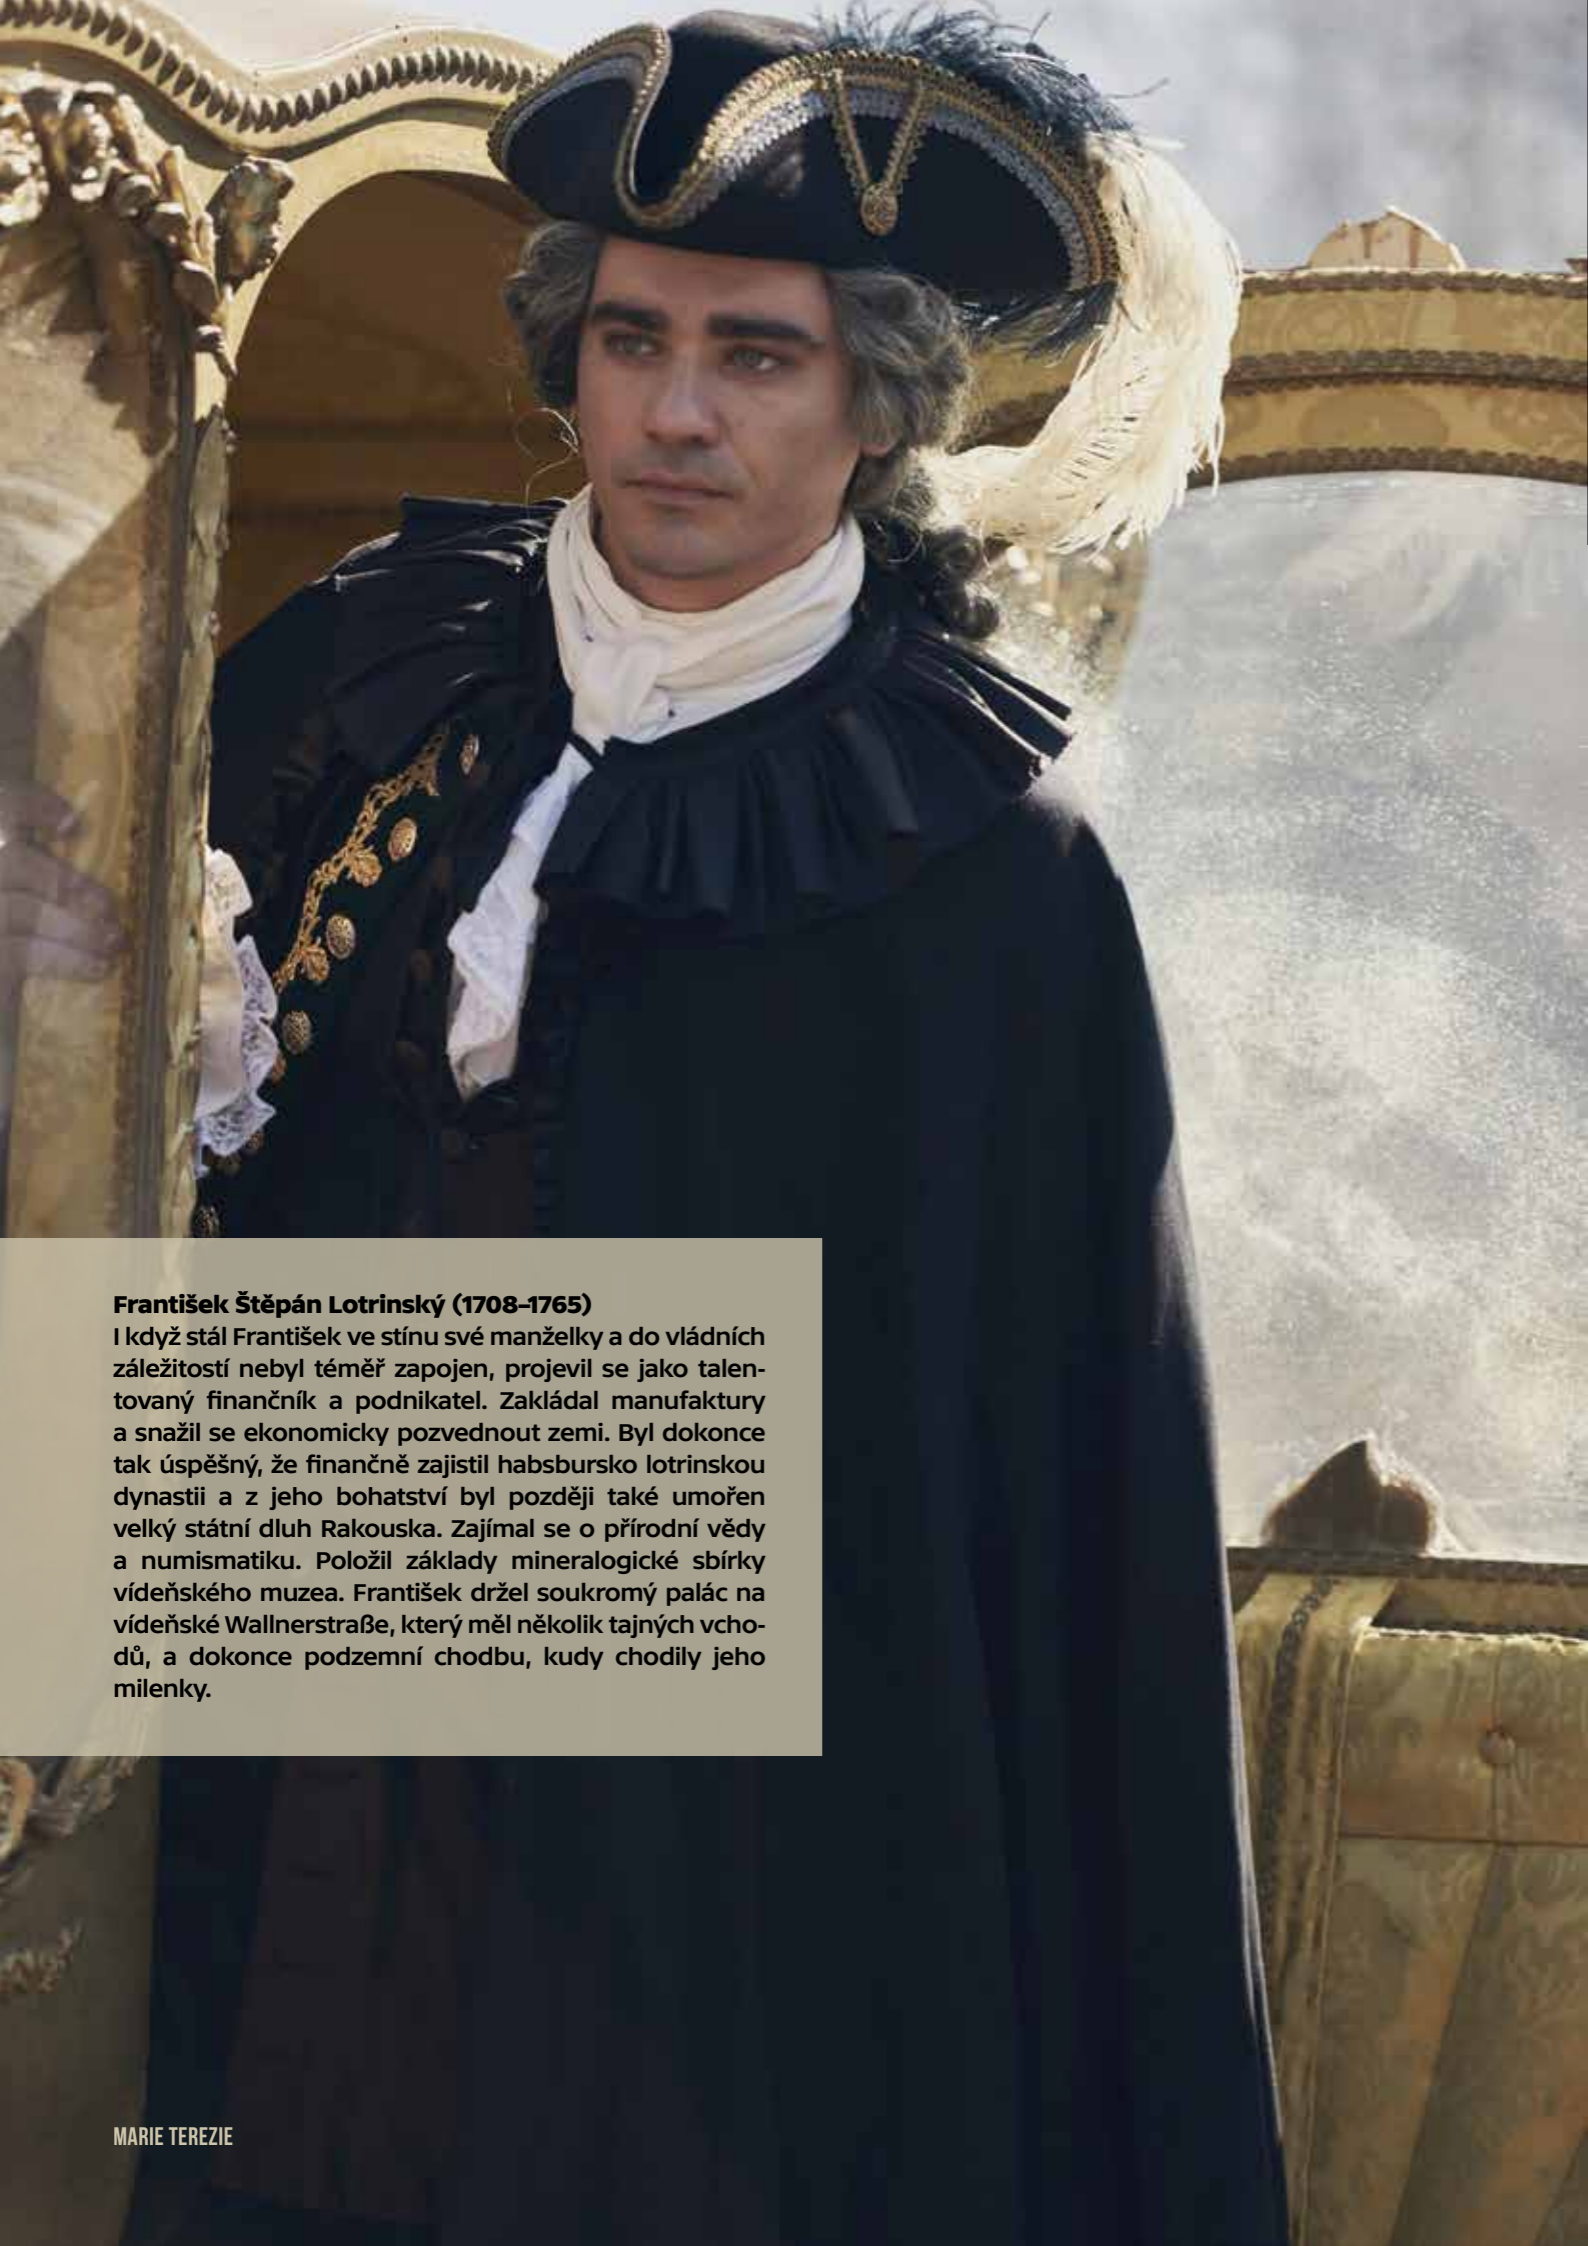 František Štěpán Lotrinský (1708–1765)
I když stál František ve stínu své manželky a do vládních
záležitostí nebyl téměř zapojen, projevil se jako talen-
tovaný finančník a podnikatel. Zakládal manufaktury
a snažil se ekonomicky pozvednout zemi. Byl dokonce
tak úspěšný, že finančně zajistil habsbursko lotrinskou
dynastii a z jeho bohatství byl později také umořen
velký státní dluh Rakouska. Zajímal se o přírodní vědy
a numismatiku. Položil základy mineralogické sbírky
vídeňského muzea. František držel soukromý palác na
vídeňské Wallnerstraße, který měl několik tajných vcho-
dů, a dokonce podzemní chodbu, kudy chodily jeho
milenky.
MARIE TEREZIE